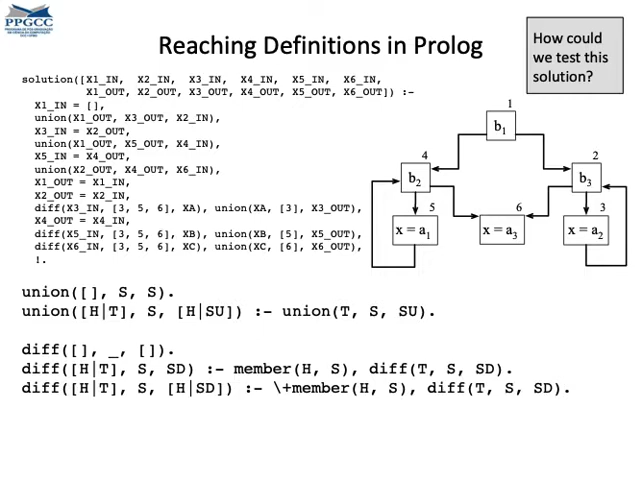 PPGCC
Reaching Definitions in Prolog
How could
we test this
solution?
solution([X1_IN, X2_IN, X3_IN, X4_IN, X5_IN, X6_IN,
X1_OUT, X2_OUT, X3_OUT, X4_OUT, X5_OUT, X6_OUT]) :-
X1_IN = [],
union(X1_OUT, X3_OUT, X2_IN),
X3_IN = X2_OUT,
union(X1_OUT, X5_OUT, X4_IN),
X5_IN = X4_OUT,
union(X2_OUT, X4_OUT, X6_IN),
X1_OUT = X1_IN,
X2_OUT = X2_IN,
diff(X3_IN, [3, 5, 6], XA), union(XA, [3], X3_OUT),
X4_OUT = X4_IN,
diff(X5_IN, [3, 5, 6], XB), union(XB, [5], X5_OUT),
diff(X6_IN, [3, 5, 6], XC), union(XC, [6], X6_OUT),
!.
1
b1
4
2
b2
b3
5
6
3
x = a1
x = a3
x = a2
union([], S, S).
union([H|T], S, [H|SU]) :- union(T, S, SU).
diff([], _, []).
diff([H|T], S, SD) :- member(H, S), diff(T, S, SD).
diff([H|T], S, [H|SD]) :- \+member(H, S), diff(T, S, SD).